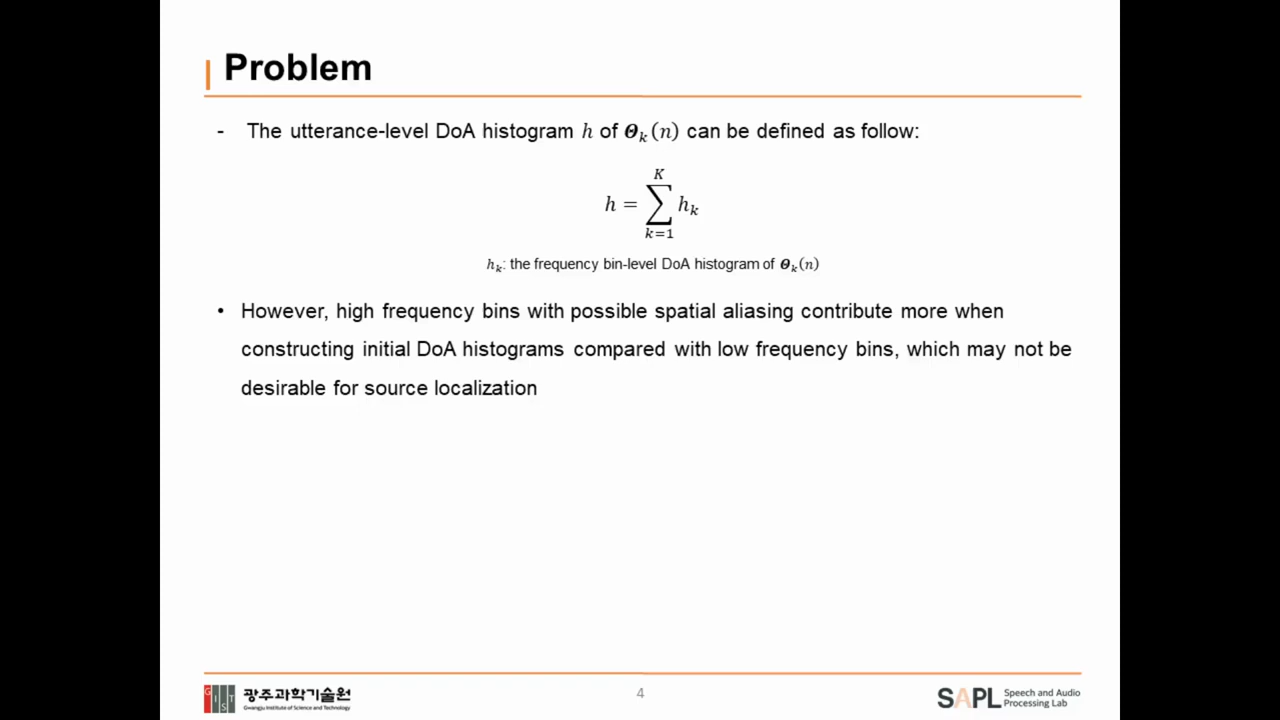 Problem
- The utterance-level DoA histogram h of Θₖ(n) can be defined as follow:
K
h = ∑ hₖ
k=1
hₖ: the frequency bin-level DoA histogram of Θₖ(n)
• However, high frequency bins with possible spatial aliasing contribute more when
constructing initial DoA histograms compared with low frequency bins, which may not be
desirable for source localization
GIST 광주과학기술원
Gwangju Institute of Science and Technology
4
SAPL Speech and Audio
Processing Lab